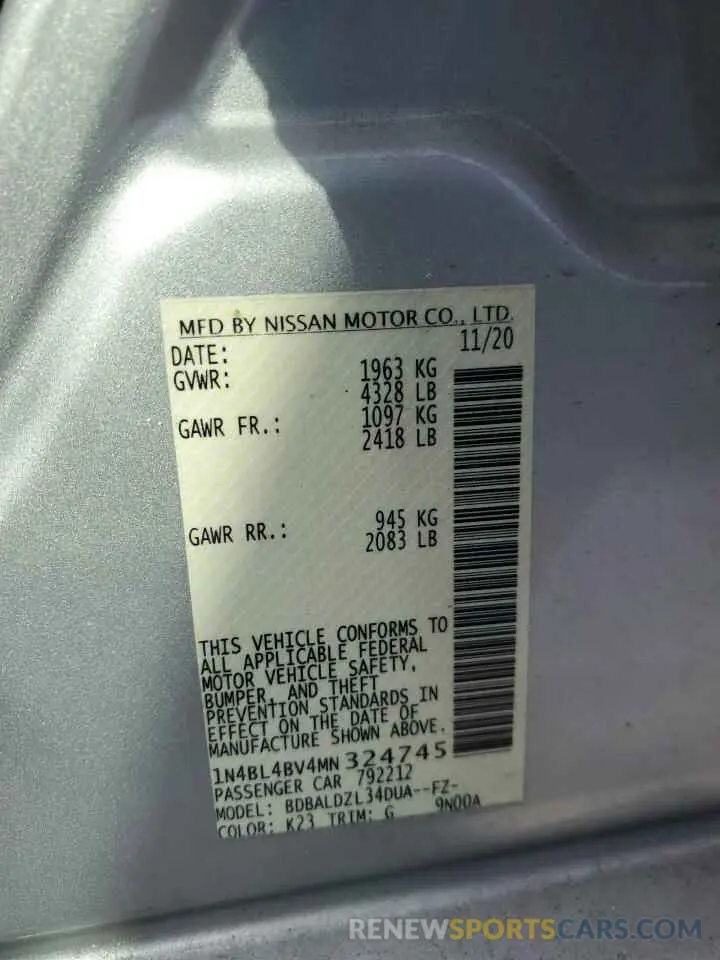 MFD BY NISSAN MOTOR CO., LTD.
DATE: 11/20
GVWR: 1963 KG
4328 LB
GAWR FR.: 1097 KG
2418 LB
GAWR RR.: 945 KG
2083 LB
THIS VEHICLE CONFORMS TO
ALL APPLICABLE FEDERAL
MOTOR VEHICLE SAFETY,
BUMPER, AND THEFT
PREVENTION STANDARDS IN
EFFECT ON THE DATE OF
MANUFACTURE SHOWN ABOVE.
1N4BL4BV4MN324745
PASSENGER CAR 792212
MODEL: BDBALDZL34DUA--FZ-
COLOR: K23 TRIM: G 9N00A
RENEWSPORTSCARS.COM